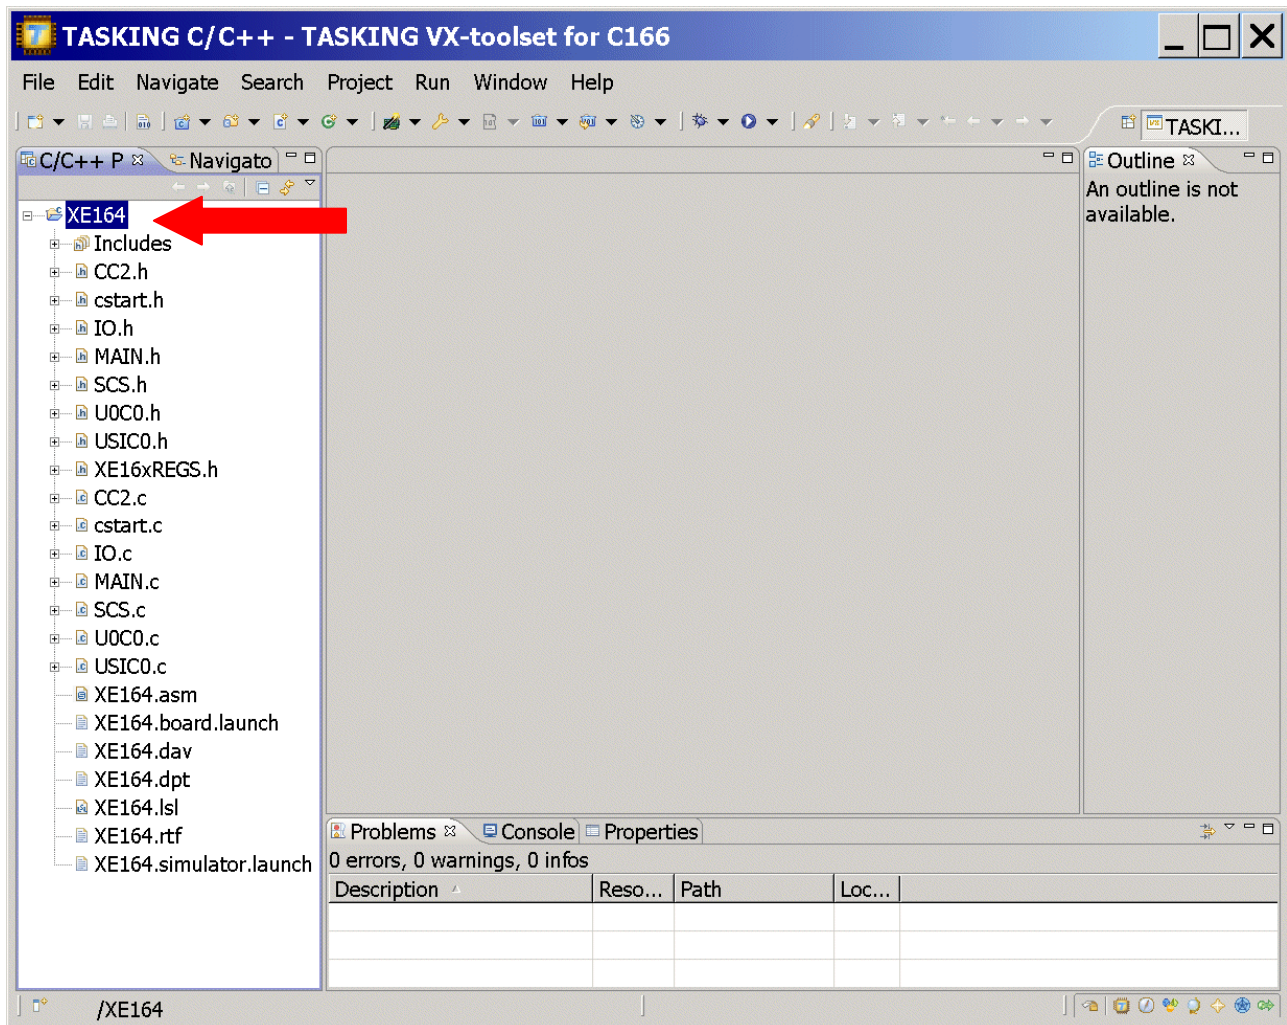 TASKING C/C++ - TASKING VX-toolset for C166
File Edit Navigate Search Project Run Window Help
TASKI...
C/C++ P Navigato
Outline
An outline is not
available.
XE164
Includes
CC2.h
cstart.h
IO.h
MAIN.h
SCS.h
U0C0.h
USIC0.h
XE16xREGS.h
CC2.c
cstart.c
IO.c
MAIN.c
SCS.c
U0C0.c
USIC0.c
XE164.asm
XE164.board.launch
XE164.dav
XE164.dpt
XE164.lsl
XE164.rtf
XE164.simulator.launch
Problems Console Properties
0 errors, 0 warnings, 0 infos
Description Reso... Path Loc...
/XE164